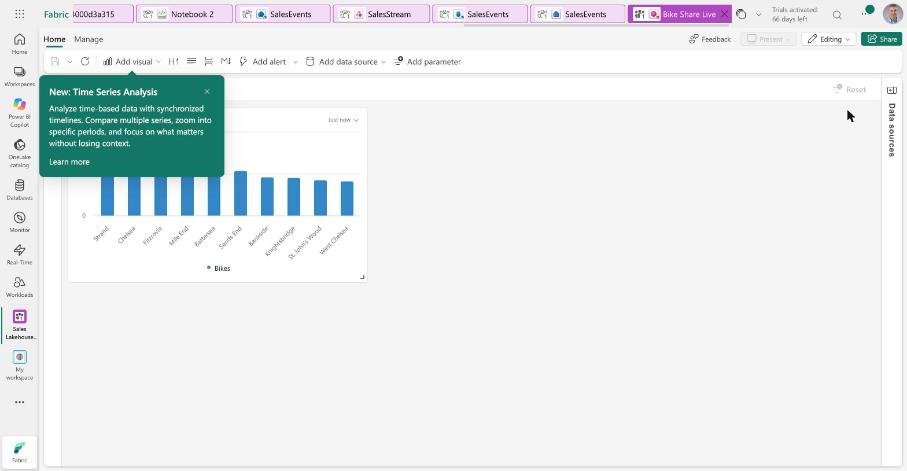 Fabric
4000d3a315
Notebook 2
SalesEvents
SalesStream
SalesEvents
SalesEvents
Bike Share Live
Trials activated:
66 days left
Home
Manage
Feedback
Present
Editing
Share
Add visual
H1
Add alert
Add data source
Add parameter
New: Time Series Analysis
Analyze time-based data with synchronized
timelines. Compare multiple series, zoom into
specific periods, and focus on what matters
without losing context.
Learn more
Reset
Just now
0
Strand
Chelsea
Fitzrovia
Mile End
Battersea
Sands End
Bankside
Knightsbridge
St. John's Wood
West Chelsea
Bikes
Data sources
Home
Workspaces
Power BI
Copilot
OneLake
catalog
Databases
Monitor
Real-Time
Workloads
Sales
Lakehouse...
My
workspace
Fabric